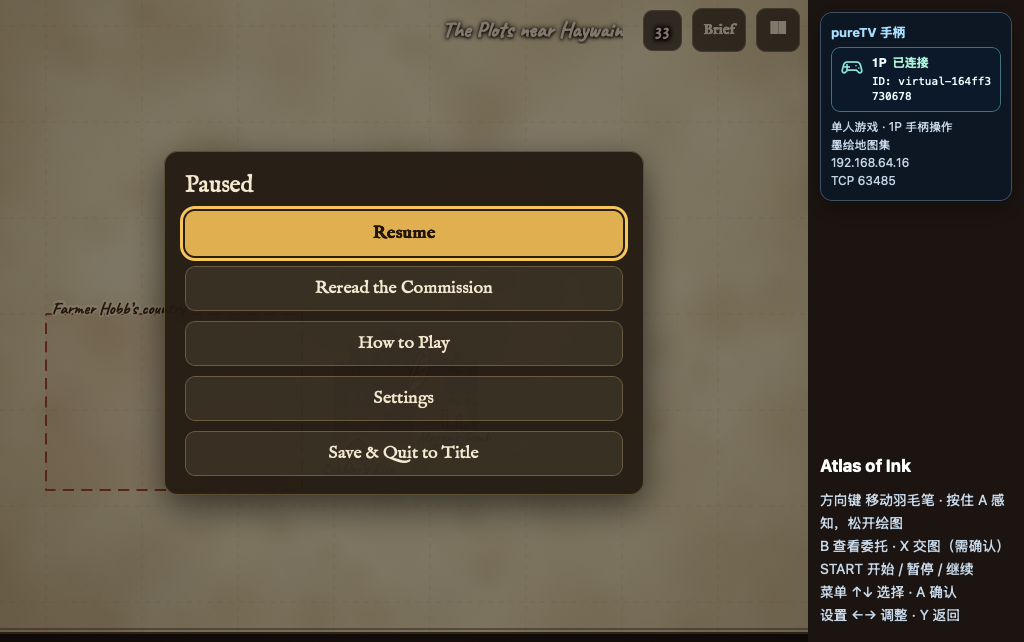 The Plots near Haywain
33
Brief
Paused
Resume
Reread the Commission
How to Play
Settings
Save & Quit to Title
Farmer Hobb's
pureTV 手柄
1P 已连接
ID: virtual-164ff3
730678
单人游戏 · 1P 手柄操作
墨绘地图集
192.168.64.16
TCP 63485
Atlas of Ink
方向键 移动羽毛笔 · 按住 A 感
知，松开绘图
B 查看委托 · X 交图（需确认）
START 开始 / 暂停 / 继续
菜单 ↑↓ 选择 · A 确认
设置 ←→ 调整 · Y 返回